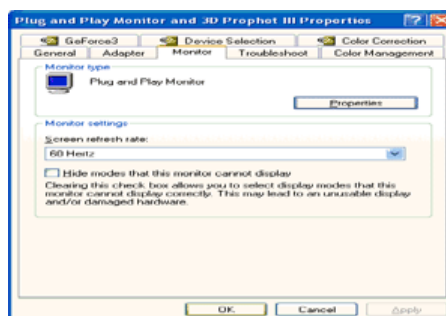 Plug and Play Monitor and 3D Prophet III Properties
GeForce3 Device Selection Color Correction
General Adapter Monitor Troubleshoot Color Management
Monitor type
Plug and Play Monitor
Properties
Monitor settings
Screen refresh rate:
60 Hertz
Hide modes that this monitor cannot display
Clearing this check box allows you to select display modes that this
monitor cannot display correctly. This may lead to an unusable display
and/or damaged hardware.
OK Cancel Apply